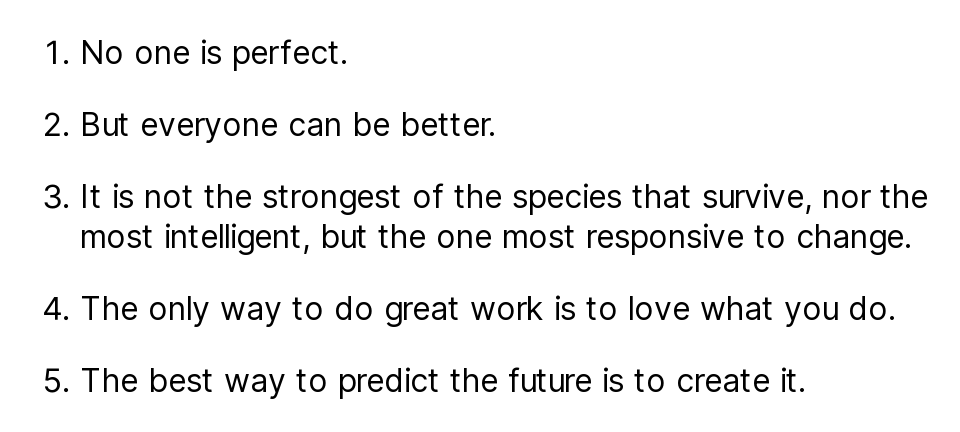 1. No one is perfect.
2. But everyone can be better.
3. It is not the strongest of the species that survive, nor the
most intelligent, but the one most responsive to change.
4. The only way to do great work is to love what you do.
5. The best way to predict the future is to create it.